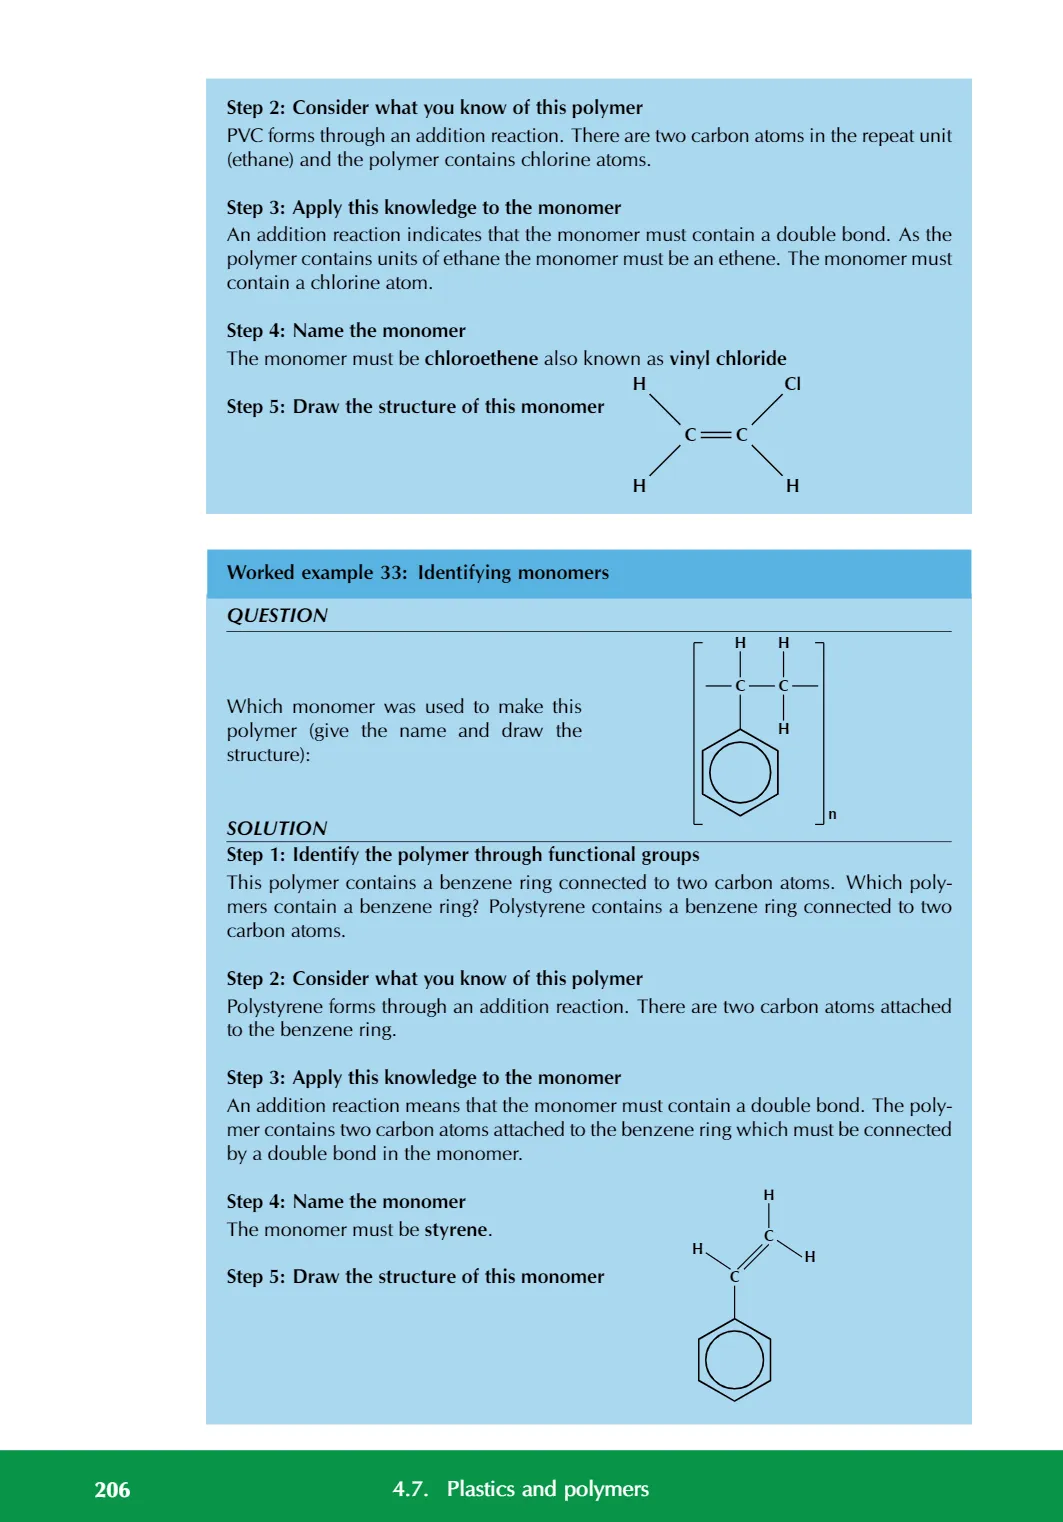 Step 2: Consider what you know of this polymer
PVC forms through an addition reaction. There are two carbon atoms in the repeat unit
(ethane) and the polymer contains chlorine atoms.
Step 3: Apply this knowledge to the monomer
An addition reaction indicates that the monomer must contain a double bond. As the
polymer contains units of ethane the monomer must be an ethene. The monomer must
contain a chlorine atom.
Step 4: Name the monomer
The monomer must be chloroethene also known as vinyl chloride
Step 5: Draw the structure of this monomer
H Cl
C C
H H
Worked example 33: Identifying monomers
QUESTION
Which monomer was used to make this
polymer (give the name and draw the
structure):
H H
C C
H
n
SOLUTION
Step 1: Identify the polymer through functional groups
This polymer contains a benzene ring connected to two carbon atoms. Which poly-
mers contain a benzene ring? Polystyrene contains a benzene ring connected to two
carbon atoms.
Step 2: Consider what you know of this polymer
Polystyrene forms through an addition reaction. There are two carbon atoms attached
to the benzene ring.
Step 3: Apply this knowledge to the monomer
An addition reaction means that the monomer must contain a double bond. The poly-
mer contains two carbon atoms attached to the benzene ring which must be connected
by a double bond in the monomer.
Step 4: Name the monomer
The monomer must be styrene.
Step 5: Draw the structure of this monomer
H
C
H H
C
206 4.7. Plastics and polymers